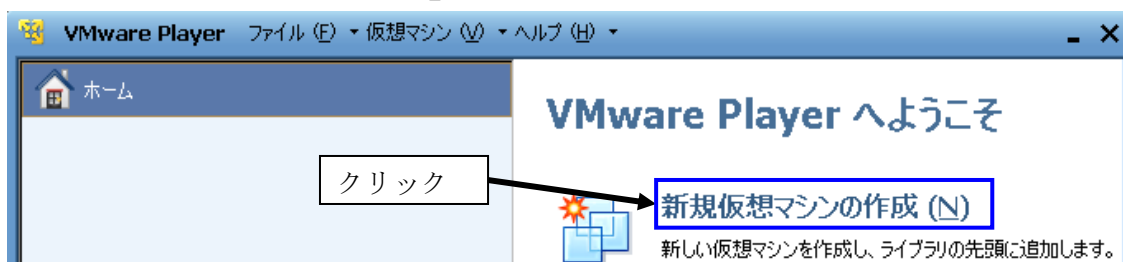 VMware Player ファイル (F) ▾ 仮想マシン (V) ▾ ヘルプ (H) ▾
ホーム
VMware Player へようこそ
クリック
新規仮想マシンの作成 (N)
新しい仮想マシンを作成し、ライブラリの先頭に追加します。